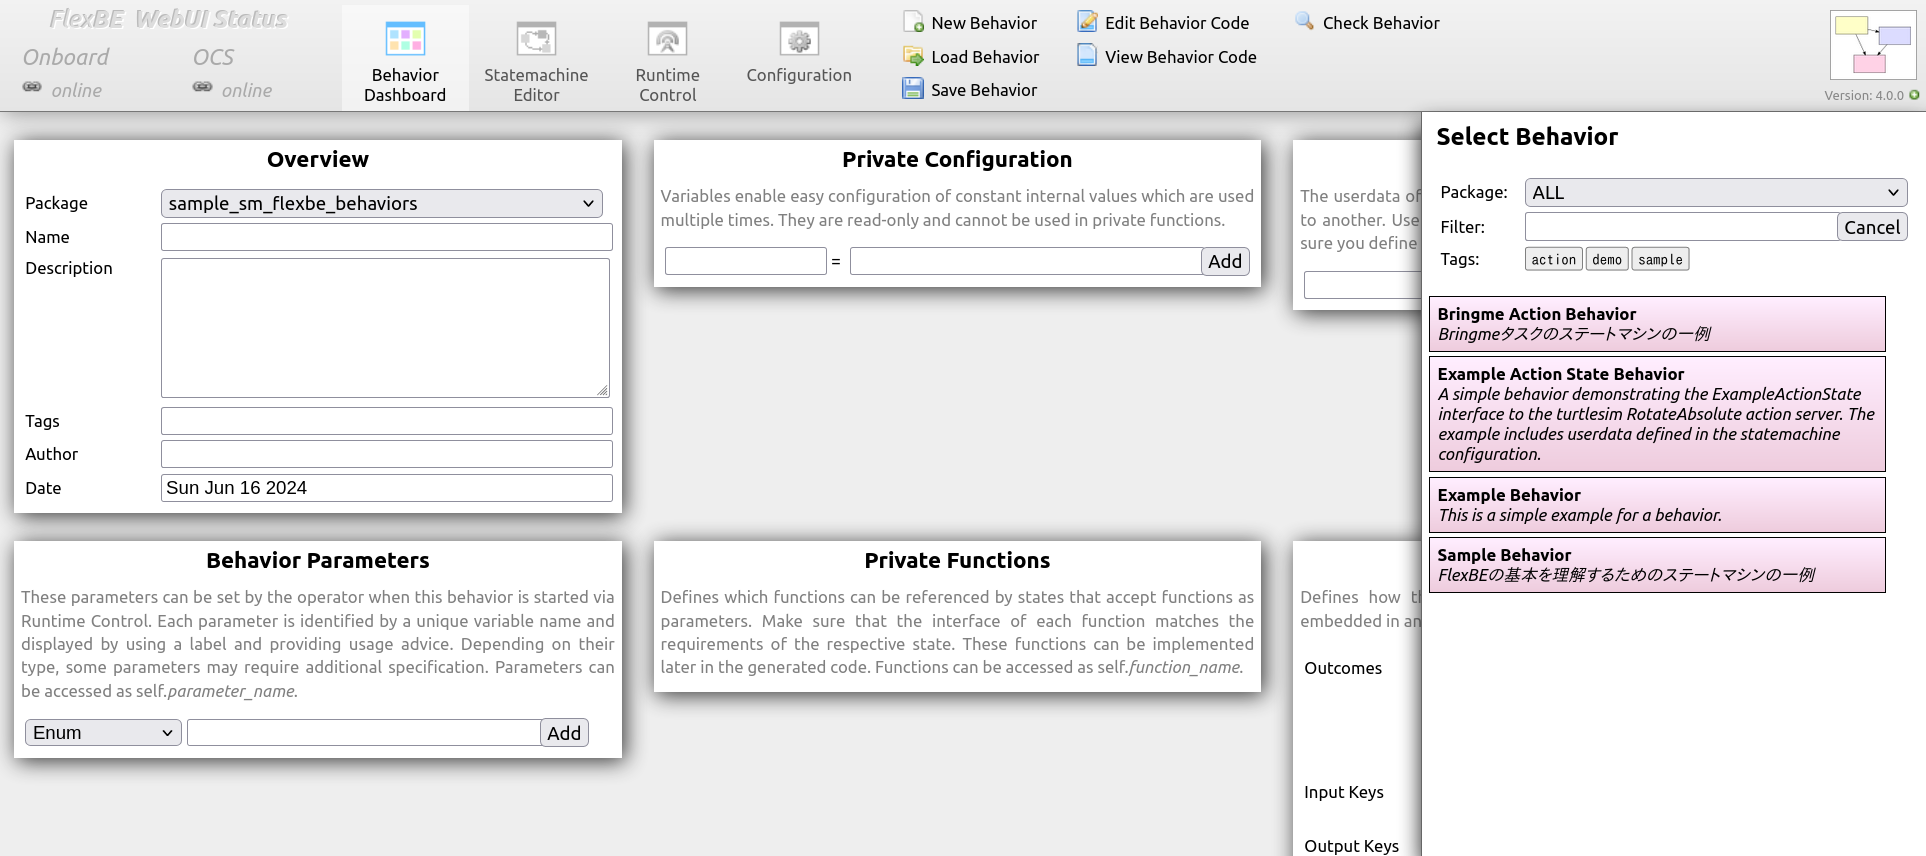 FlexBE WebUI Status
Onboard
OCS
online
online
Behavior
Dashboard
Statemachine
Editor
Runtime
Control
Configuration
New Behavior
Load Behavior
Save Behavior
Edit Behavior Code
View Behavior Code
Check Behavior
Version: 4.0.0
Overview
Package
sample_sm_flexbe_behaviors
Name
Description
Tags
Author
Date
Sun Jun 16 2024
Private Configuration
Variables enable easy configuration of constant internal values which are used
multiple times. They are read-only and cannot be used in private functions.
=
Add
The userdata of
to another. Use
sure you define
Behavior Parameters
These parameters can be set by the operator when this behavior is started via
Runtime Control. Each parameter is identified by a unique variable name and
displayed by using a label and providing usage advice. Depending on their
type, some parameters may require additional specification. Parameters can
be accessed as self.parameter_name.
Enum
Add
Private Functions
Defines which functions can be referenced by states that accept functions as
parameters. Make sure that the interface of each function matches the
requirements of the respective state. These functions can be implemented
later in the generated code. Functions can be accessed as self.function_name.
Defines how th
embedded in an
Outcomes
Input Keys
Output Keys
Select Behavior
Package:
ALL
Filter:
Cancel
Tags:
action
demo
sample
Bringme Action Behavior
Bringmeタスクのステートマシンの一例
Example Action State Behavior
A simple behavior demonstrating the ExampleActionState
interface to the turtlesim RotateAbsolute action server. The
example includes userdata defined in the statemachine
configuration.
Example Behavior
This is a simple example for a behavior.
Sample Behavior
FlexBEの基本を理解するためのステートマシンの一例